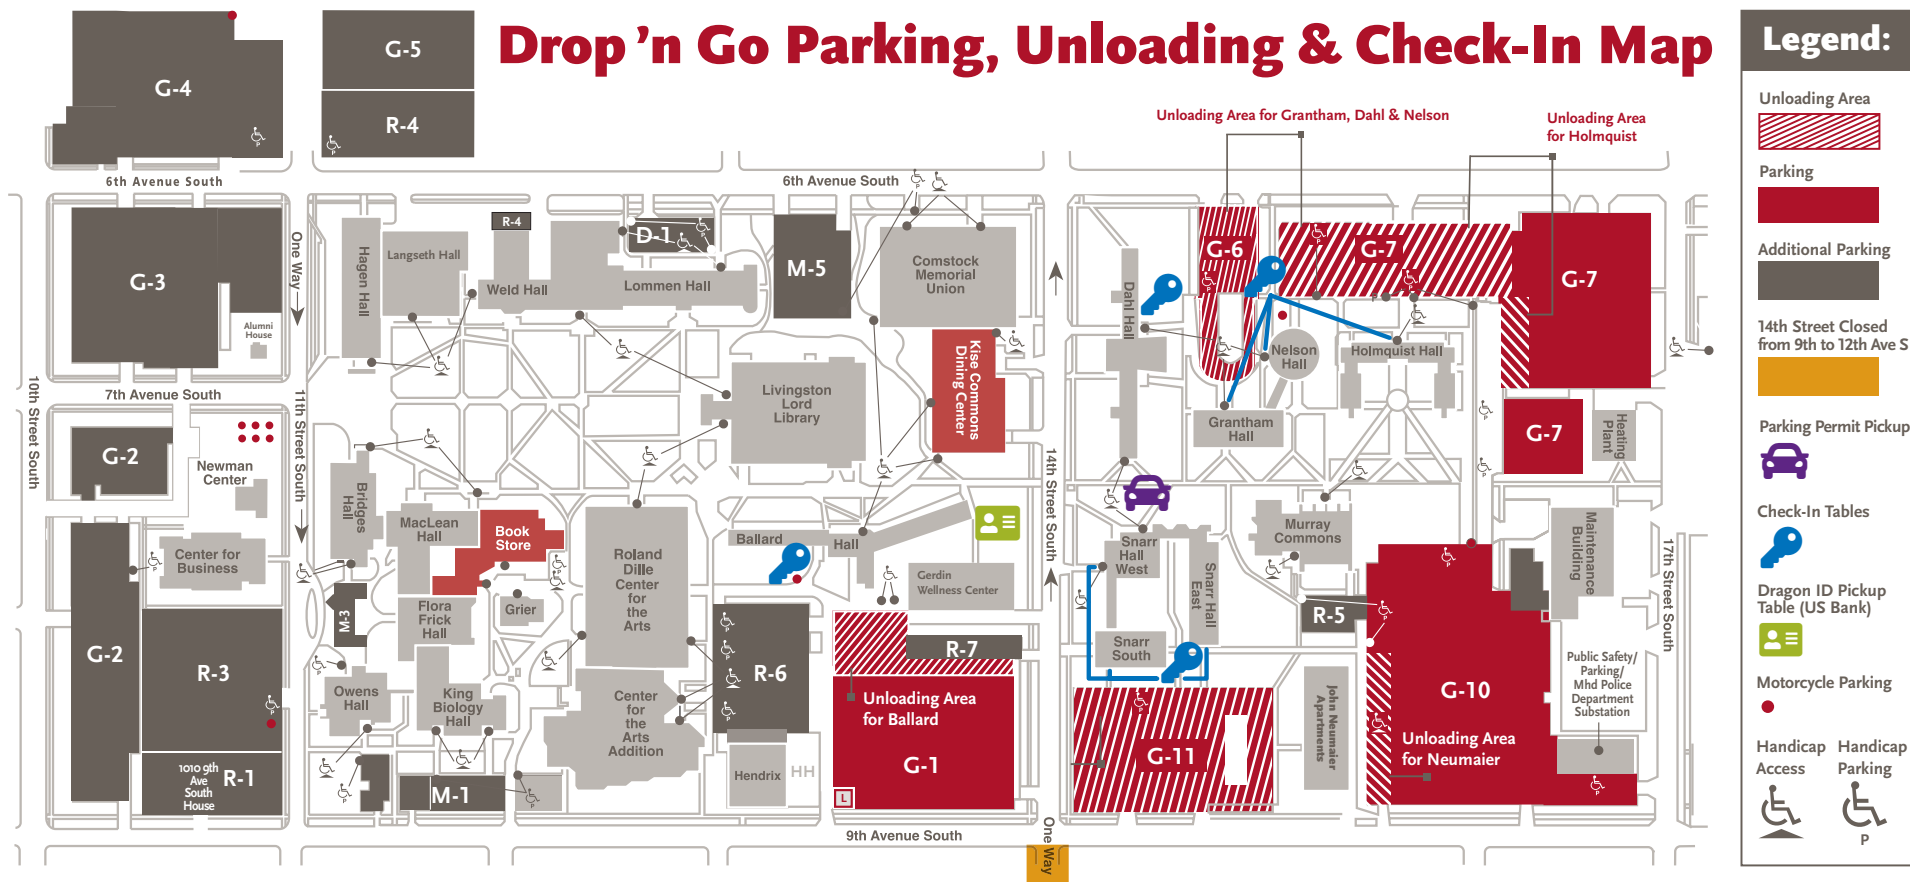 Drop 'n Go Parking, Unloading & Check-In Map
Legend:
Unloading Area
Parking
Additional Parking
14th Street Closed
from 9th to 12th Ave S
Parking Permit Pickup
Check-In Tables
Dragon ID Pickup
Table (US Bank)
Motorcycle Parking
Handicap
Access
Handicap
Parking
P
G-4
G-5
R-4
6th Avenue South
6th Avenue South
Unloading Area for Grantham, Dahl & Nelson
Unloading Area
for Holmquist
G-3
Alumni
House
One Way
Hagen Hall
Langseth Hall
R-4
Weld Hall
D-1
Lommen Hall
M-5
Comstock
Memorial
Union
Dahl Hall
G-6
G-7
G-7
P
Nelson
Hall
Holmquist Hall
10th Street South
7th Avenue South
11th Street South
Livingston
Lord
Library
Kise Commons
Dining Center
Grantham
Hall
G-7
Heating
Plant
G-2
Newman
Center
Bridges
Hall
MacLean
Hall
Book
Store
14th Street South
Ballard
Hall
Murray
Commons
Maintenance
Building
17th Street South
Center for
Business
Roland
Dille
Center
for
the
Arts
Gerdin
Wellness Center
Snarr
Hall
West
Snarr Hall
East
M-3
Flora
Frick
Hall
Grier
R-5
G-2
R-3
R-6
R-7
Snarr
South
Public Safety/
Parking/
Mhd Police
Department
Substation
Owens
Hall
King
Biology
Hall
Center
for
the
Arts
Addition
Unloading Area
for Ballard
John Neumaier
Apartments
G-10
Unloading Area
for Neumaier
G-11
G-1
L
1010 9th
Ave
South
House
R-1
M-1
Hendrix
HH
9th Avenue South
One Way